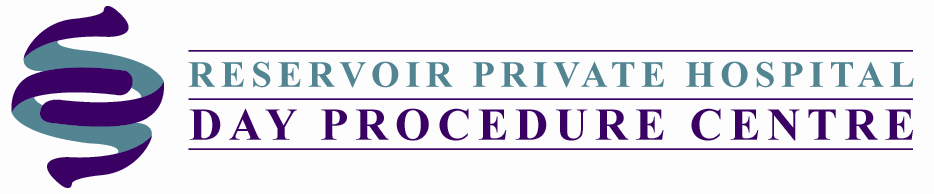 RESERVOIR PRIVATE HOSPITAL
DAY PROCEDURE CENTRE